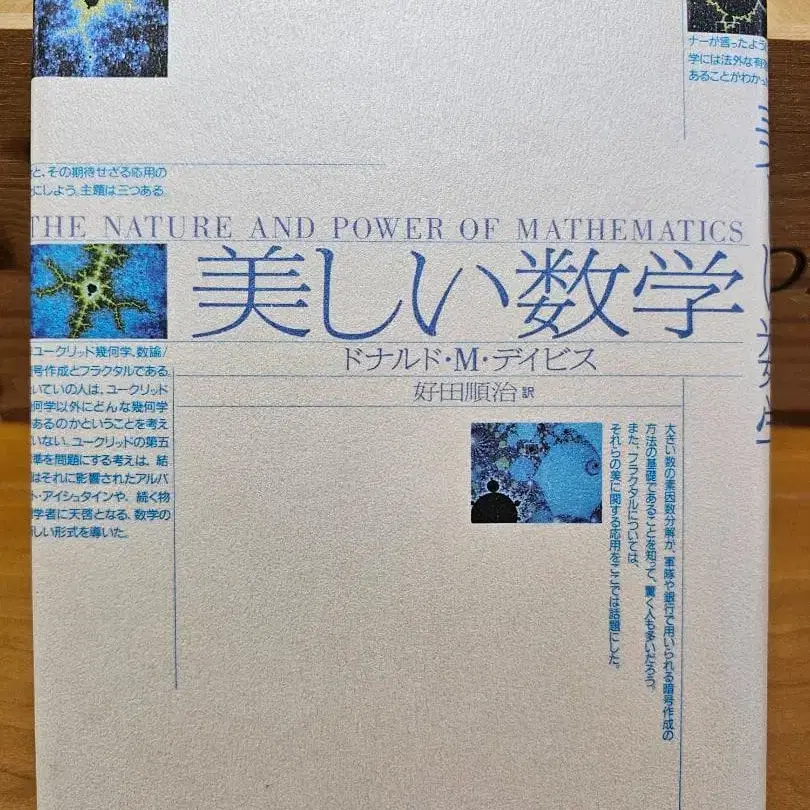 ナーが言ったよう
学には法外な有効
あることがわかっ
と、その期待せざる応用の
にしよう。主題は三つある。
THE NATURE AND POWER OF MATHEMATICS
美しい数学
ドナルド・M・デイビス
好田順治 訳
ユークリッド幾何学、数論/
号作成とフラクタルである。
いていの人は、ユークリッド
何学以外にどんな幾何学
あるのかということを考え
いない。ユークリッドの第五
準を問題にする考えは、結
はそれに影響されたアルバ
ト・アイシュタインや、続く物
学者に天啓となる、数学の
しい形式を導いた。
大きい数の素因数分解が、軍隊や銀行で用いられる暗号作成の
方法の基礎であることを知って、驚く人も多いだろう。
また、フラクタルについては、
それらの美に関する応用をここでは話題にした。
美しい数学